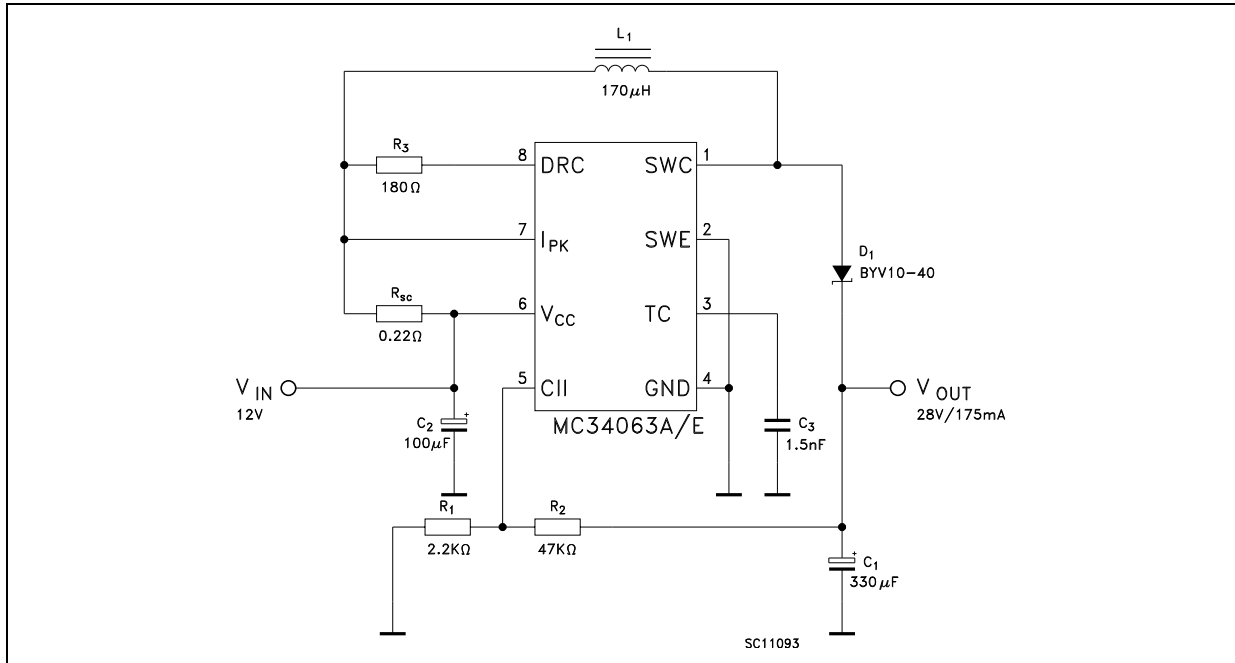 L1
170μH
R3
180Ω
8 DRC
SWC 1
7 IPK
SWE 2
D1
BYV10-40
Rsc
0.22Ω
6 VCC
TC 3
VIN
12V
5 CII
GND 4
VOUT
28V/175mA
C2
+
100μF
MC34063A/E
C3
1.5nF
R1
2.2KΩ
R2
47KΩ
+
C1
330μF
SC11093